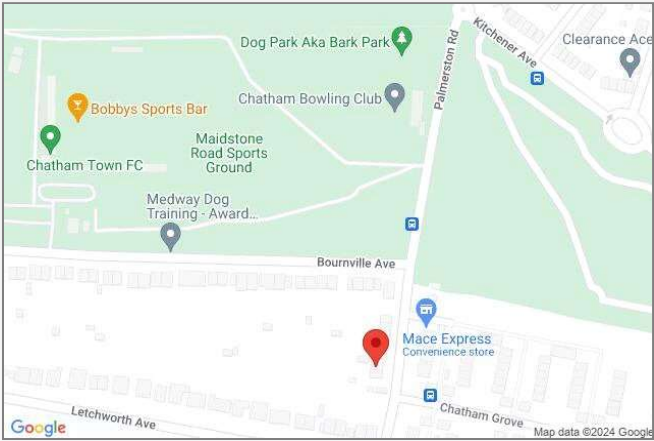 Kitchener Ave
Dog Park Aka Bark Park
Clearance Ace
Palmerston Rd
Chatham Bowling Club
Bobbys Sports Bar
Maidstone
Road Sports
Ground
Chatham Town FC
Medway Dog
Training - Award...
Bournville Ave
Mace Express
Convenience store
Letchworth Ave
Chatham Grove
Google
Map data ©2024 Google